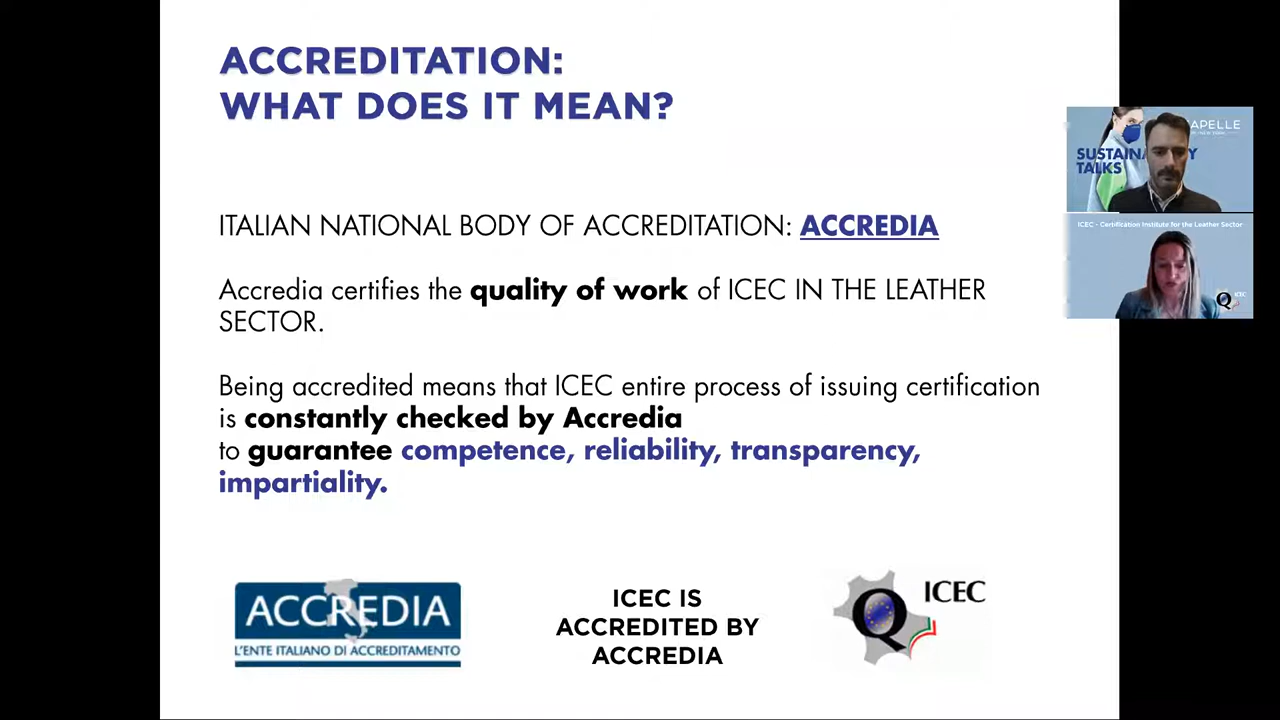 ACCREDITATION:
WHAT DOES IT MEAN?
ITALIAN NATIONAL BODY OF ACCREDITATION: ACCREDIA
Accredia certifies the quality of work of ICEC IN THE LEATHER
SECTOR.
Being accredited means that ICEC entire process of issuing certification
is constantly checked by Accredia
to guarantee competence, reliability, transparency,
impartiality.
ACCREDIA
L'ENTE ITALIANO DI ACCREDITAMENTO
ICEC IS
ACCREDITED BY
ACCREDIA
Q
ICEC
APELLE
TALKS
ICEC - Certification Institute for the Leather Sector
Q ICEC